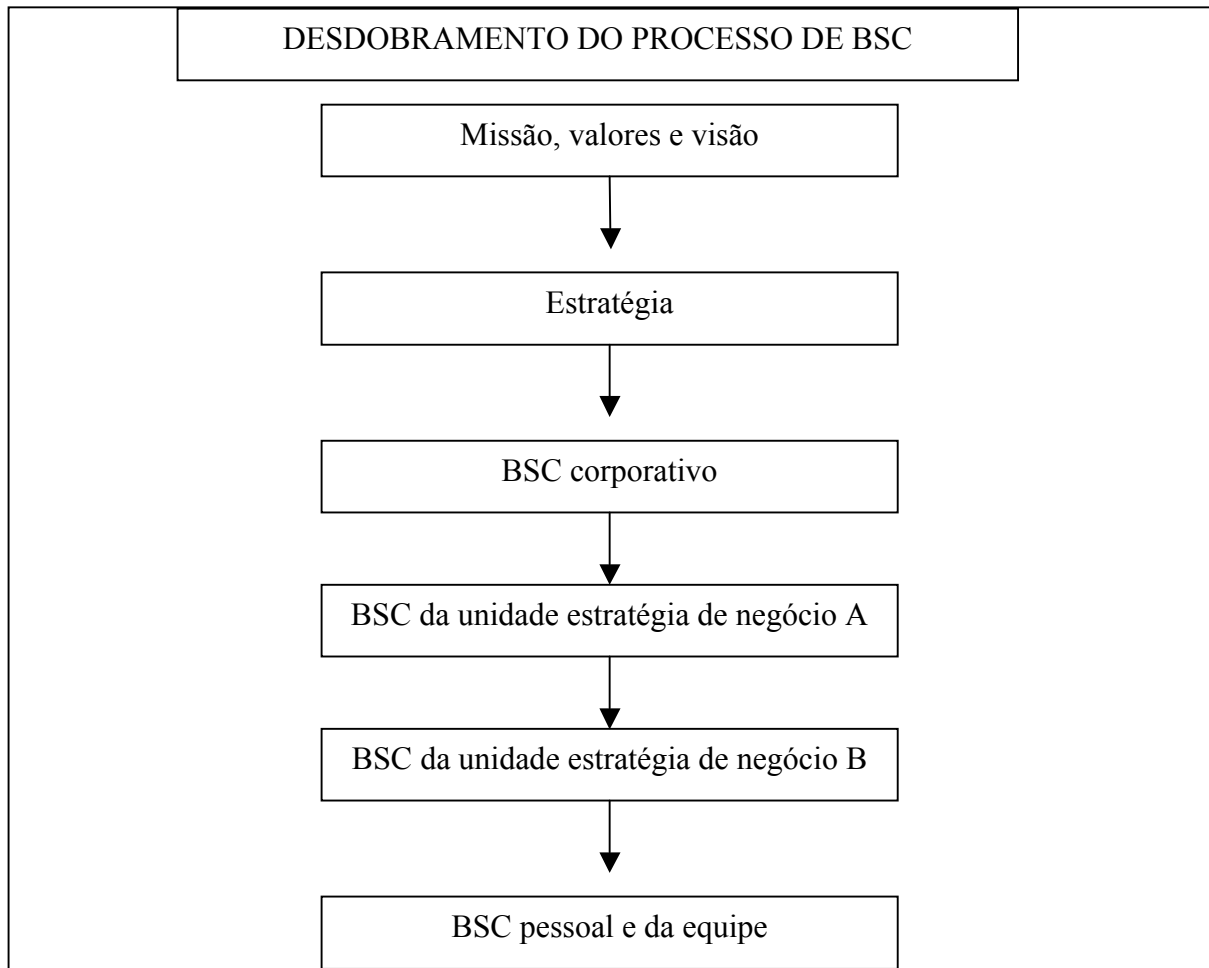 DESDOBRAMENTO DO PROCESSO DE BSC
Missão, valores e visão
Estratégia
BSC corporativo
BSC da unidade estratégia de negócio A
BSC da unidade estratégia de negócio B
BSC pessoal e da equipe